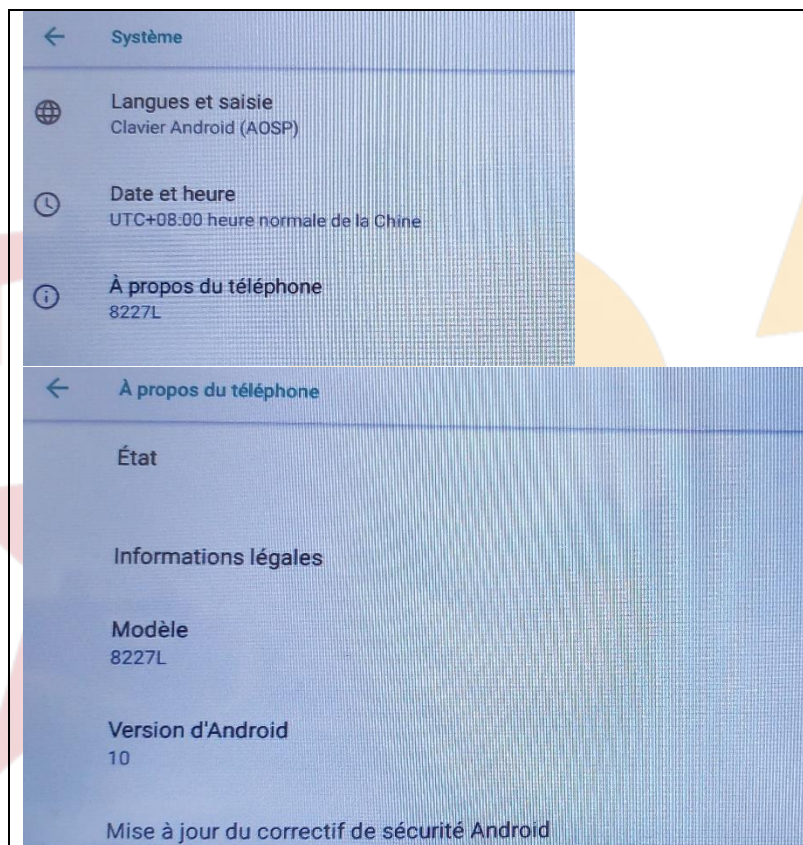 Système
Langues et saisie
Clavier Android (AOSP)
Date et heure
UTC+08:00 heure normale de la Chine
À propos du téléphone
8227L
À propos du téléphone
État
Informations légales
Modèle
8227L
Version d'Android
10
Mise à jour du correctif de sécurité Android